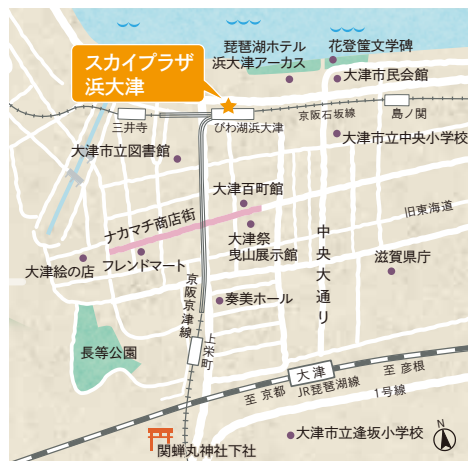 スカイプラザ
浜大津
琵琶湖ホテル
浜大津アーカス
花登筐文学碑
大津市民会館
三井寺
びわ湖浜大津
京阪石坂線
島ノ関
大津市立中央小学校
大津市立図書館
大津百町館
ナカマチ商店街
旧東海道
大津祭
曳山展示館
中央大通り
滋賀県庁
大津絵の店
フレンドマート
京阪京津線
奏美ホール
上栄町
長等公園
大津
至 京都
JR琵琶湖線
至 彦根
1号線
関蝉丸神社下社
大津市立逢坂小学校
N